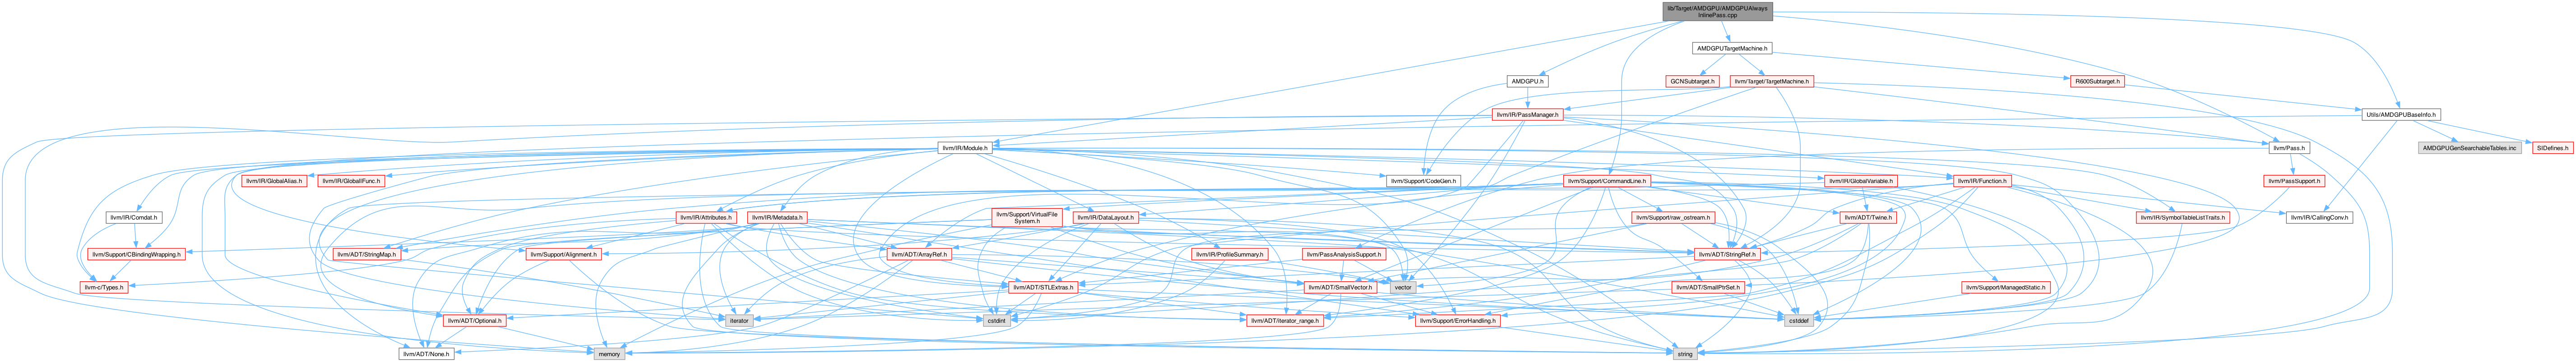 lib/Target/AMDGPU/AMDGPUAlways
InlinePass.cpp
AMDGPUTargetMachine.h
AMDGPU.h
GCNSubtarget.h
llvm/Target/TargetMachine.h
R600Subtarget.h
llvm/IR/PassManager.h
Utils/AMDGPUBaseInfo.h
llvm/IR/Module.h
AMDGPUGenSearchableTables.inc
SIDefines.h
llvm/Pass.h
llvm/IR/GlobalAlias.h
llvm/IR/GlobalIFunc.h
llvm/Support/CodeGen.h
llvm/Support/CommandLine.h
llvm/IR/GlobalVariable.h
llvm/IR/Function.h
llvm/PassSupport.h
llvm/IR/Comdat.h
llvm/IR/Attributes.h
llvm/IR/Metadata.h
llvm/Support/VirtualFile
System.h
llvm/IR/DataLayout.h
llvm/Support/raw_ostream.h
llvm/ADT/Twine.h
llvm/IR/SymbolTableListTraits.h
llvm/IR/CallingConv.h
llvm/Support/CBindingWrapping.h
llvm/ADT/StringMap.h
llvm/Support/Alignment.h
llvm/ADT/ArrayRef.h
llvm/IR/ProfileSummary.h
llvm/PassAnalysisSupport.h
llvm/ADT/StringRef.h
llvm-c/Types.h
llvm/ADT/STLExtras.h
llvm/ADT/SmallVector.h
vector
llvm/ADT/SmallPtrSet.h
llvm/Support/ManagedStatic.h
llvm/ADT/Optional.h
iterator
cstdint
llvm/ADT/iterator_range.h
llvm/Support/ErrorHandling.h
cstddef
llvm/ADT/None.h
memory
string